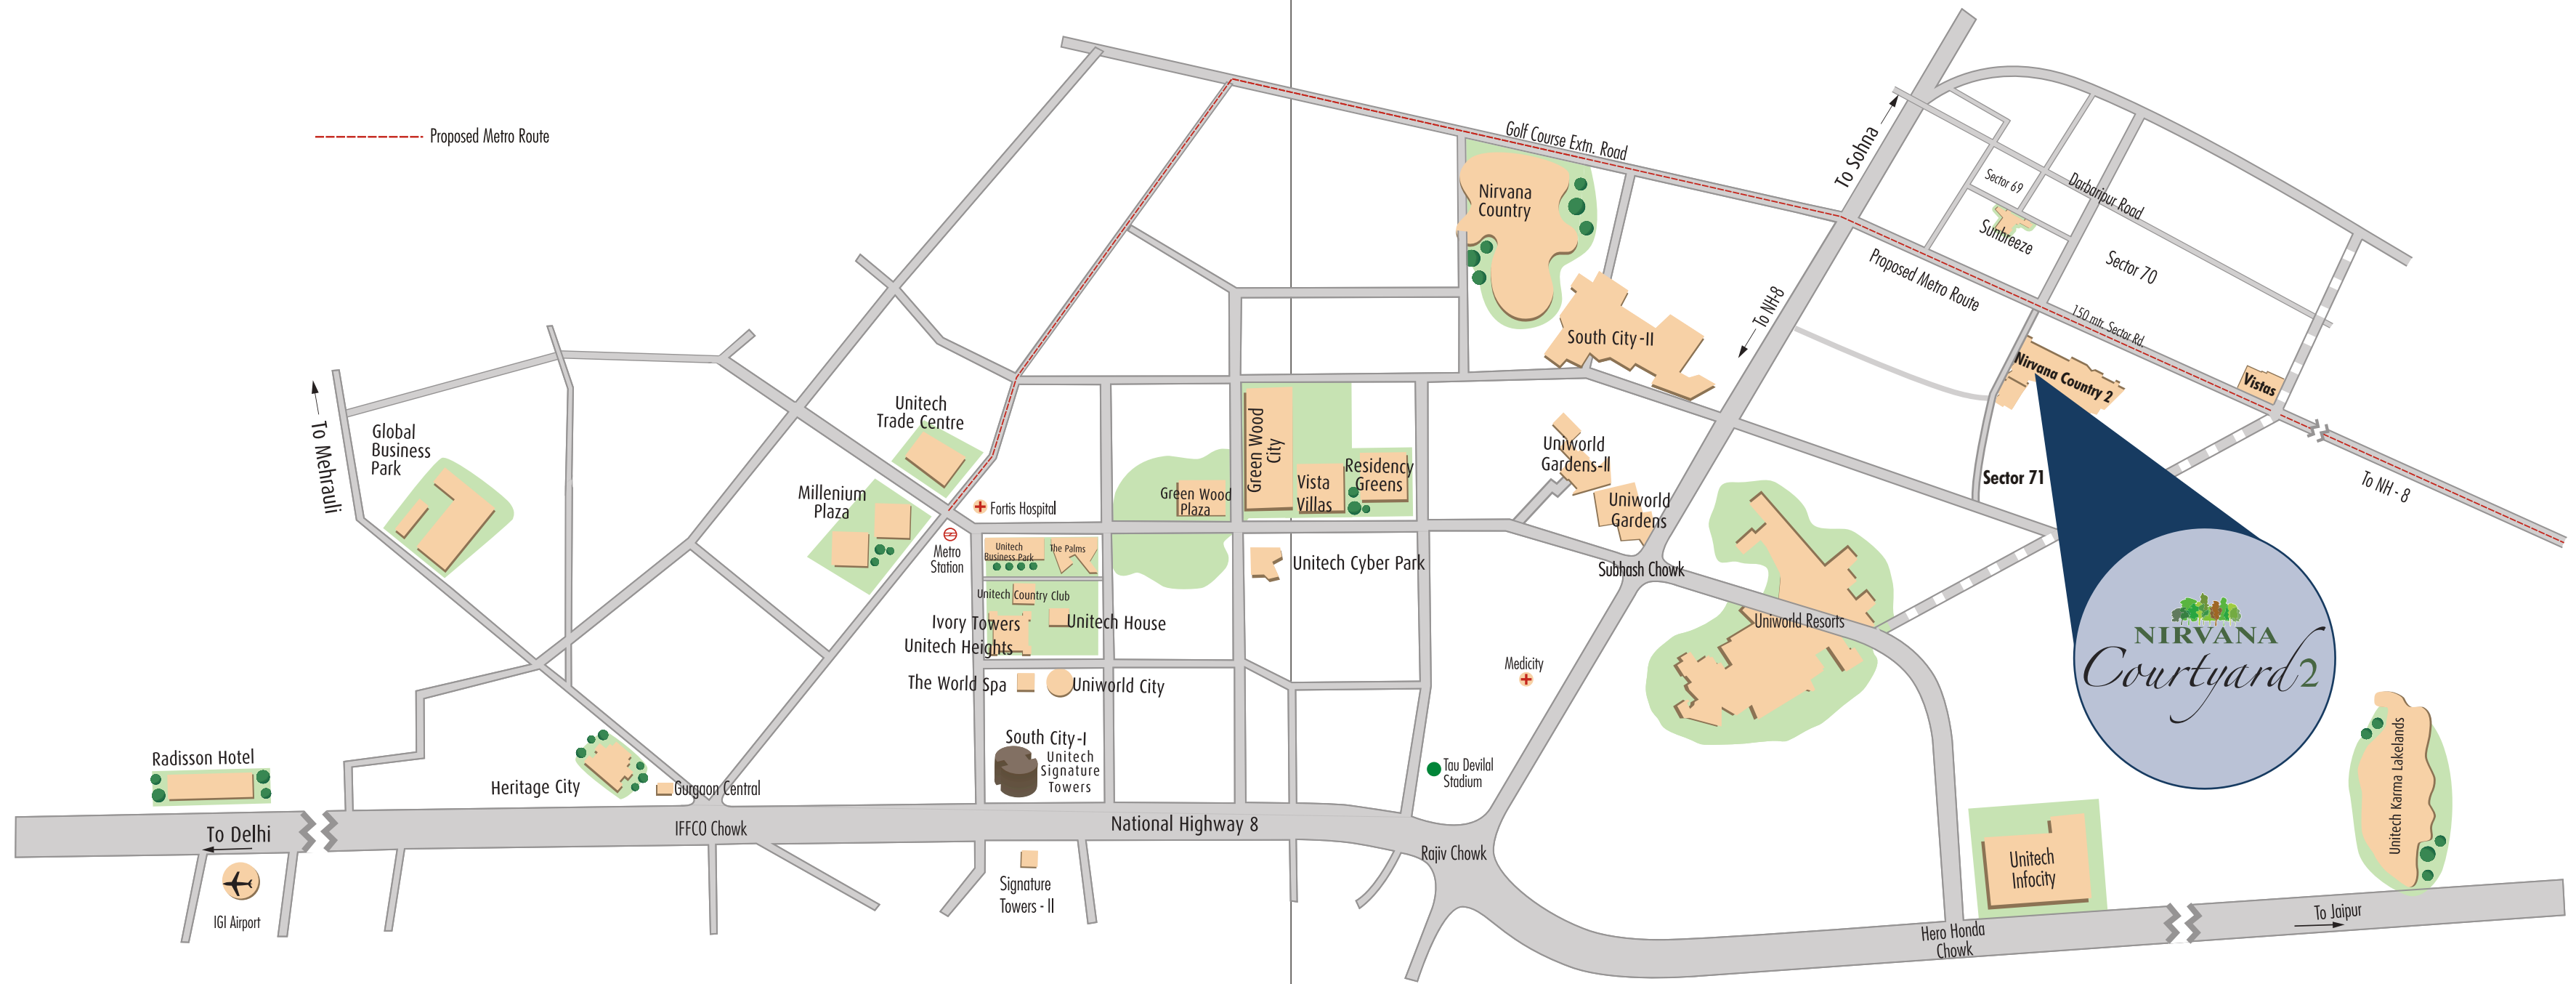 Proposed Metro Route
Golf Course Extn. Road
To Sohna
Nirvana
Country
Sector 69
Darbaripur Road
Sunbreeze
Sector 70
Proposed Metro Route
150 mtr. Sector Rd.
To NH-8
South City -II
Nirvana Country 2
Vistas
To Mehrauli
Global
Business
Park
Unitech
Trade Centre
Green Wood
City
Uniworld
Gardens-II
Residency
Greens
Vista
Villas
Green Wood
Plaza
Sector 71
To NH - 8
Millenium
Plaza
Fortis Hospital
Uniworld
Gardens
Metro
Station
Unitech
Business Park
The Palms
Unitech Cyber Park
Subhash Chowk
Unitech Country Club
Ivory Towers
Unitech House
Unitech Heights
Uniworld Resorts
NIRVANA
Courtyard 2
The World Spa
Uniworld City
Medicity
South City-I
Unitech
Signature
Towers
Radisson Hotel
Heritage City
Gurgaon Central
Tau Devilal
Stadium
Unitech Karma Lakelands
To Delhi
IFFCO Chowk
National Highway 8
Rajiv Chowk
Unitech
Infocity
Signature
Towers - II
IGI Airport
Hero Honda
Chowk
To Jaipur